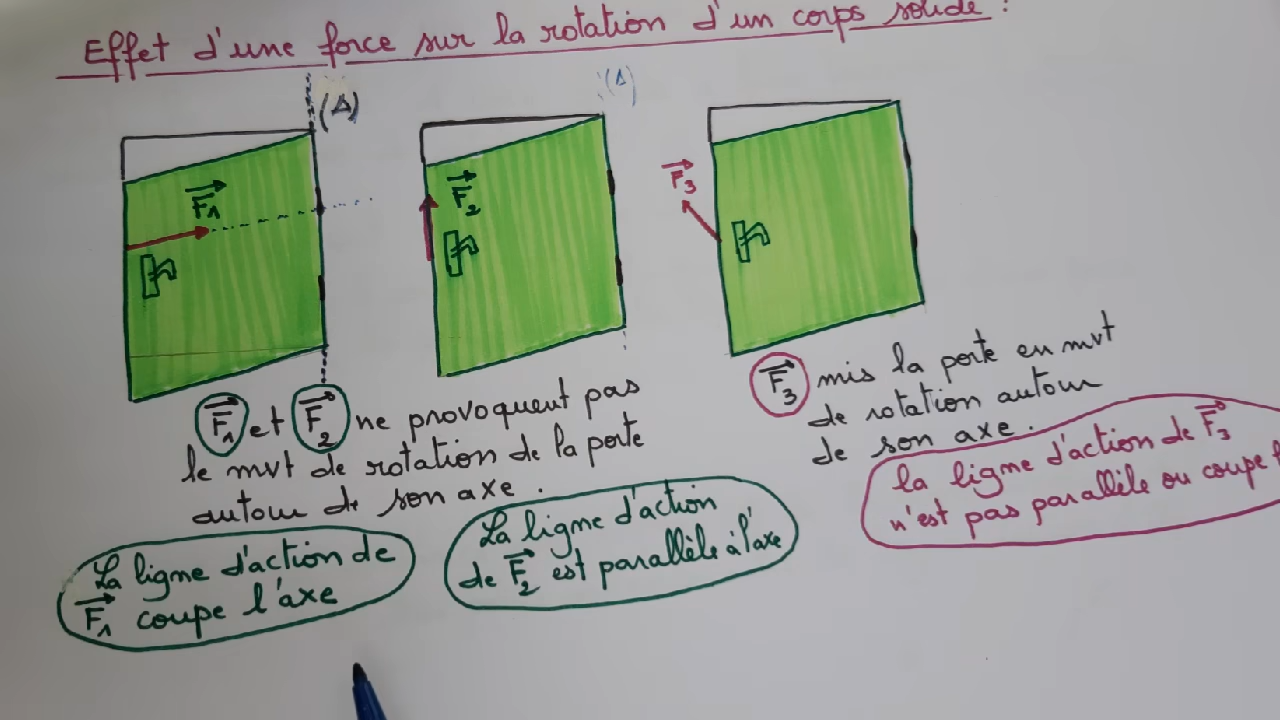 Effet d'une force sur la rotation d'un corps solide :
(Δ)
(Δ)
F1
F2
F3
F1 et F2 ne provoquent pas
le mvt de rotation de la porte
autour de son axe .
F3 mis la porte en mvt
de rotation autour
de son axe .
La ligne d'action de
F1 coupe l'axe
La ligne d'action
de F2 est parallèle à l'axe
la ligne d'action de F3
n'est pas parallèle ou coupe